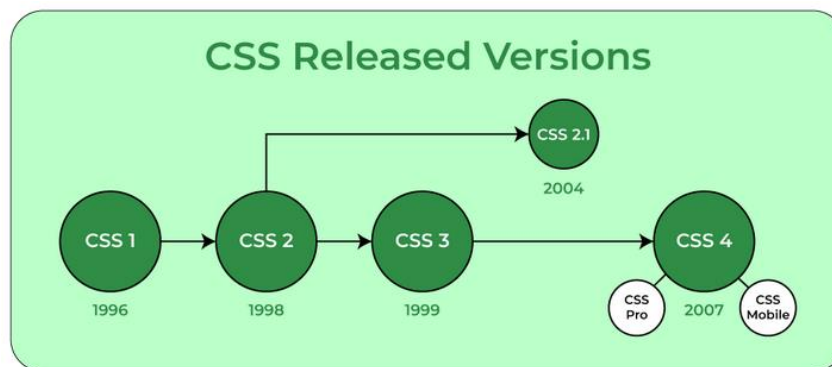 CSS Released Versions
CSS 2.1
2004
CSS 1
CSS 2
CSS 3
CSS 4
1996
1998
1999
2007
CSS
Pro
CSS
Mobile